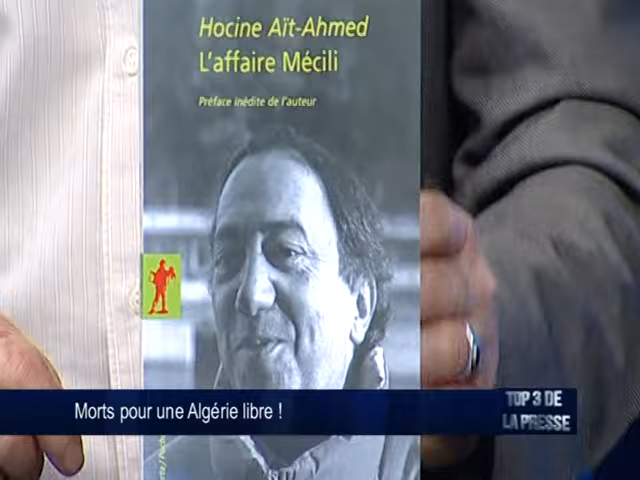 Hocine Aït-Ahmed
L'affaire Mécili
Préface inédite de l'auteur
Morts pour une Algérie libre !
TOP 3 DE
LA PRESSE